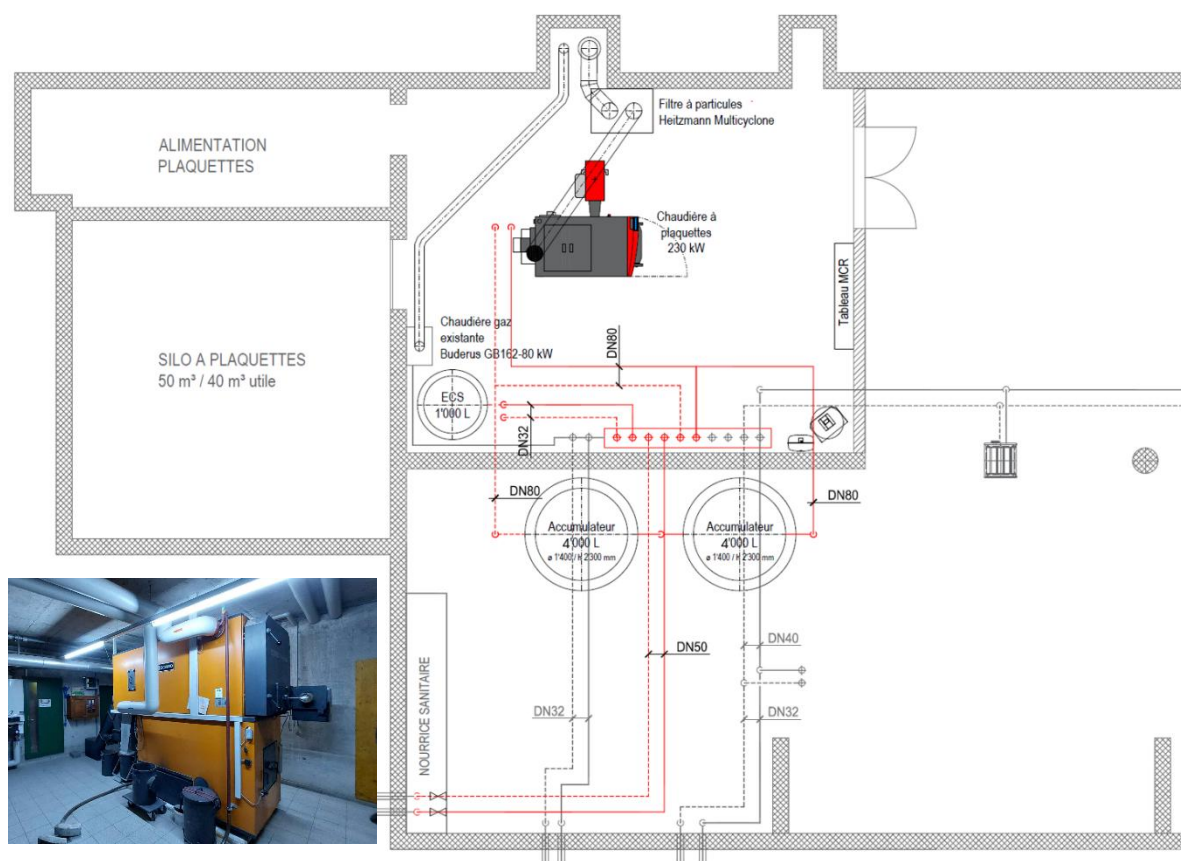 ALIMENTATION
PLAQUETTES
Filtre à particules
Heitzmann Multicyclone
Chaudière à
plaquettes
230 kW
Tableau MCR
Chaudière gaz
existante
Buderus GB162-80 kW
DN80
SILO A PLAQUETTES
50 m³ / 40 m³ utile
ECS
1'000 L
DN32
DN80
DN80
Accumulateur
4'000 L
ø 1'400 / H 2'300 mm
Accumulateur
4'000 L
ø 1'400 / H 2'300 mm
DN50
DN40
DN32
DN32
NOURRICE SANITAIRE